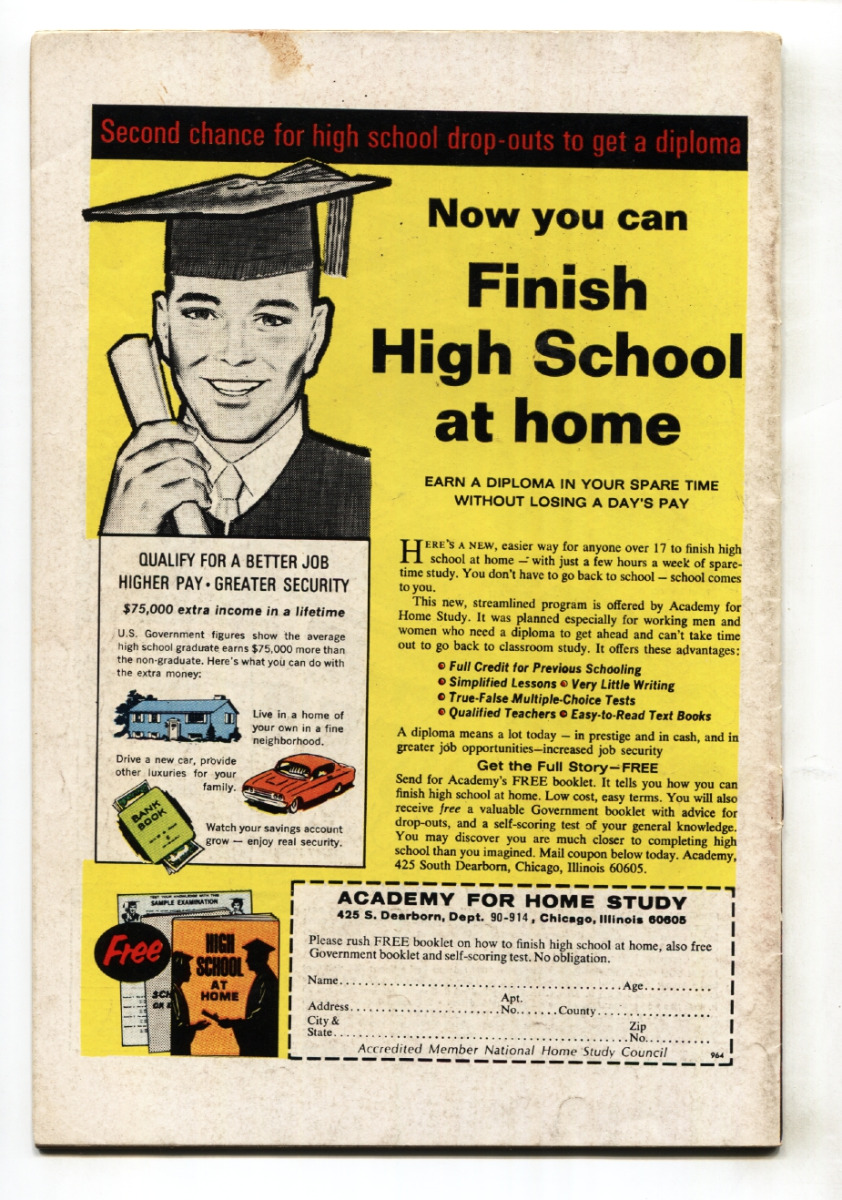 Second chance for high school drop-outs to get a diploma
Now you can
Finish
High School
at home
EARN A DIPLOMA IN YOUR SPARE TIME
WITHOUT LOSING A DAY'S PAY
QUALIFY FOR A BETTER JOB
HIGHER PAY • GREATER SECURITY
$75,000 extra income in a lifetime
U.S. Government figures show the average
high school graduate earns $75,000 more than
the non-graduate. Here's what you can do with
the extra money:
Live in a home of
your own in a fine
neighborhood.
Drive a new car, provide
other luxuries for your
family.
BANK
BOOK
Watch your savings account
grow — enjoy real security.
HERE'S A NEW, easier way for anyone over 17 to finish high
school at home — with just a few hours a week of spare-
time study. You don't have to go back to school — school comes
to you.
This new, streamlined program is offered by Academy for
Home Study. It was planned especially for working men and
women who need a diploma to get ahead and can't take time
out to go back to classroom study. It offers these advantages:
• Full Credit for Previous Schooling
• Simplified Lessons • Very Little Writing
• True-False Multiple-Choice Tests
• Qualified Teachers • Easy-to-Read Text Books
A diploma means a lot today — in prestige and in cash, and in
greater job opportunities—increased job security
Get the Full Story—FREE
Send for Academy's FREE booklet. It tells you how you can
finish high school at home. Low cost, easy terms. You will also
receive free a valuable Government booklet with advice for
drop-outs, and a self-scoring test of your general knowledge.
You may discover you are much closer to completing high
school than you imagined. Mail coupon below today. Academy,
425 South Dearborn, Chicago, Illinois 60605.
TEST YOUR KNOWLEDGE WITH THIS
SAMPLE EXAMINATION
Free
HIGH
SCHOOL
AT
HOME
SCH
OR
ACADEMY FOR HOME STUDY
425 S. Dearborn, Dept. 90-914, Chicago, Illinois 60605
Please rush FREE booklet on how to finish high school at home, also free
Government booklet and self-scoring test. No obligation.
Name.......... Age..........
Address.......... Apt. No....... County..........
City & State.......... Zip No..........
Accredited Member National Home Study Council 964